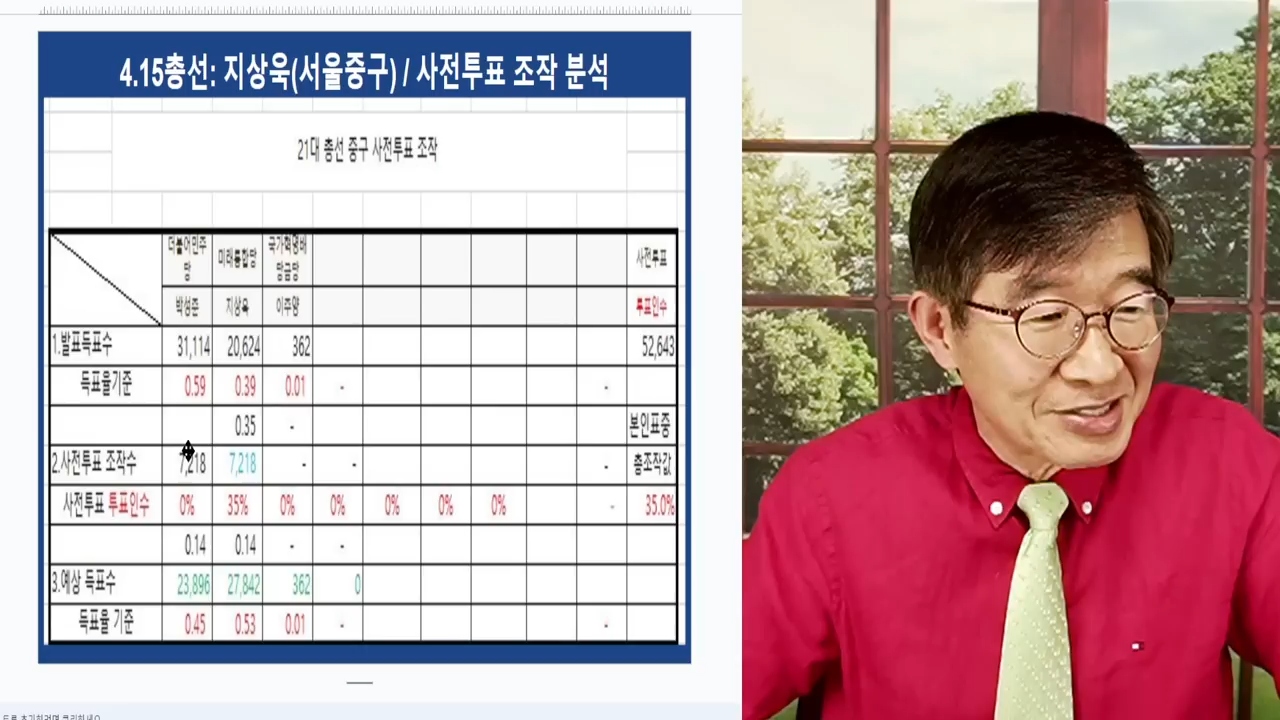 4.15총선: 지상욱(서울중구) / 사전투표 조작 분석
21대 총선 중구 사전투표 조작
더불어민주당 미래통합당 국가혁명배당금당 사전투표
박성준 지상욱 이주양 투표인수
1.발표득표수 31,114 20,624 362 52,643
득표율기준 0.59 0.39 0.01 - -
0.35 - 본인표중
2.사전투표 조작수 7,218 7,218 - - - 총조작값
사전투표 투표인수 0% 35% 0% 0% 0% 0% 0% - 35.0%
0.14 0.14 - -
3.예상 득표수 23,896 27,842 362 0
득표율 기준 0.45 0.53 0.01 - -